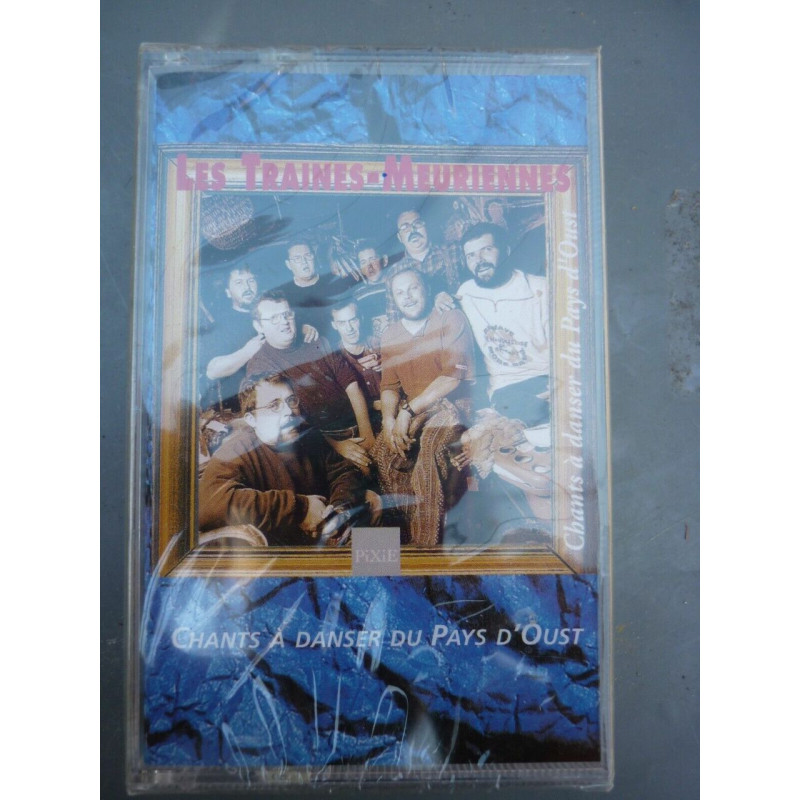 Les Traines-Meuriennes
Chants à danser du Pays d'Oust
PiXiE
Chants à danser du Pays d'Oust